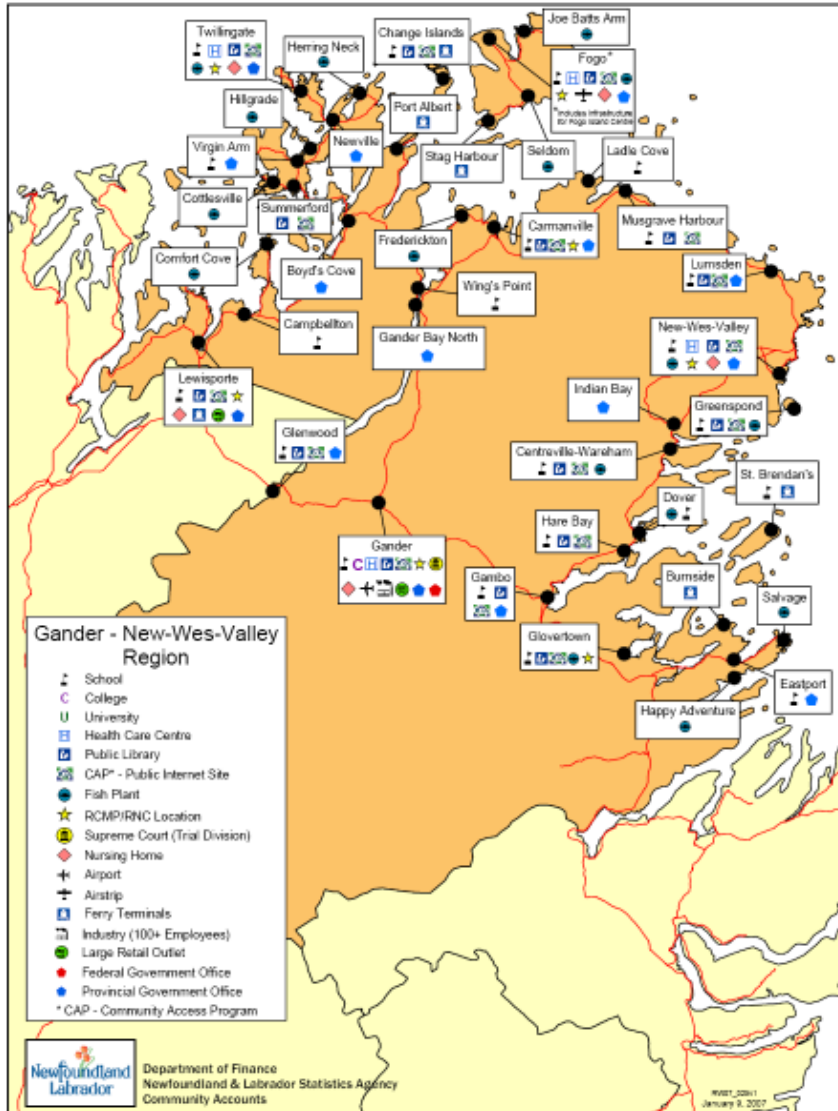 Joe Batts Arm
Twillingate
Change Islands
Herring Neck
Fogo*
*Includes Infrastructure
for Fogo Island Centre
Hillgrade
Port Albert
Virgin Arm
Newville
Stag Harbour
Seldom
Ladle Cove
Cottlesville
Summerford
Frederickton
Carmanville
Musgrave Harbour
Comfort Cove
Boyd's Cove
Lumsden
Wing's Point
Campbellton
Gander Bay North
New-Wes-Valley
Lewisporte
Indian Bay
Greenspond
Glenwood
Centreville-Wareham
St. Brendan's
Dover
Hare Bay
Gander
C
Gambo
Burnside
Salvage
Glovertown
Eastport
Happy Adventure
Gander - New-Wes-Valley
Region
School
C College
U University
H Health Care Centre
Public Library
CAP* - Public Internet Site
Fish Plant
RCMP/RNC Location
Supreme Court (Trial Division)
Nursing Home
Airport
Airstrip
Ferry Terminals
Industry (100+ Employees)
Large Retail Outlet
Federal Government Office
Provincial Government Office
* CAP - Community Access Program
Newfoundland
Labrador
Department of Finance
Newfoundland & Labrador Statistics Agency
Community Accounts
January 9, 2007